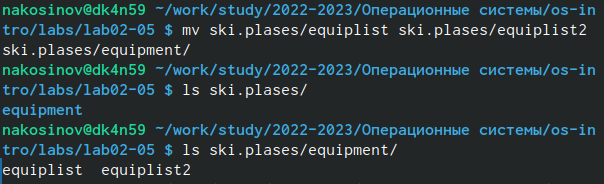 nakosinov@dk4n59 ~/work/study/2022-2023/Операционные системы/os-in
tro/labs/lab02-05 $ mv ski.plases/equiplist ski.plases/equiplist2
ski.plases/equipment/
nakosinov@dk4n59 ~/work/study/2022-2023/Операционные системы/os-in
tro/labs/lab02-05 $ ls ski.plases/
equipment
nakosinov@dk4n59 ~/work/study/2022-2023/Операционные системы/os-in
tro/labs/lab02-05 $ ls ski.plases/equipment/
equiplist  equiplist2